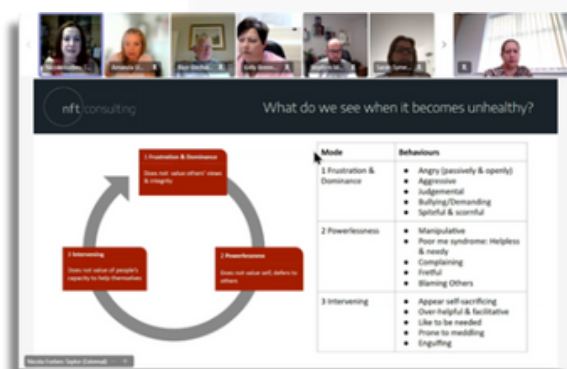 nft consulting
What do we see when it becomes unhealthy?
1 Frustration & Dominance
Does not value others' views
& integrity
3 Intervening
Does not value of people's
capacity to help themselves
2 Powerlessness
Does not value self, defers to
others
Mode Behaviours
1 Frustration & Angry (passively & openly)
Dominance Aggressive
Judgemental
Bullying/Demanding
Spiteful & scornful
2 Powerlessness Manipulative
Poor me syndrome: Helpless
& needy
Complaining
Fretful
Blaming Others
3 Intervening Appear self-sacrificing
Over-helpful & facilitative
Like to be needed
Prone to meddling
Engulfing
(External)